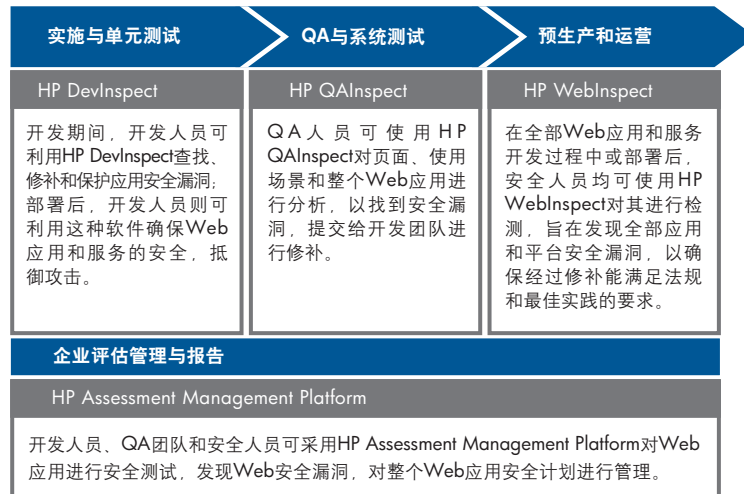 实施与单元测试
QA与系统测试
预生产和运营
HP DevInspect
开发期间，开发人员可
利用HP DevInspect查找、
修补和保护应用安全漏洞；
部署后，开发人员则可
利用这种软件确保Web
应用和服务的安全，抵
御攻击。
HP QAInspect
QA人员可使用HP
QAInspect对页面、使用
场景和整个Web应用进
行分析，以找到安全漏
洞，提交给开发团队进
行修补。
HP WebInspect
在全部Web应用和服务
开发过程中或部署后，
安全人员均可使用HP
WebInspect对其进行检
测，旨在发现全部应用
和平台安全漏洞，以确
保经过修补能满足法规
和最佳实践的要求。
企业评估管理与报告
HP Assessment Management Platform
开发人员、QA团队和安全人员可采用HP Assessment Management Platform对Web
应用进行安全测试，发现Web安全漏洞，对整个Web应用安全计划进行管理。